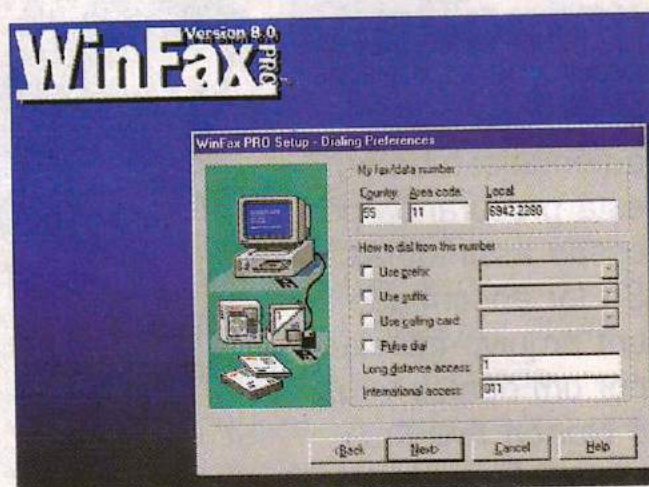 WinFax PRO
Version 8.0
WinFax PRO Setup - Dialing Preferences
My fax/data number
Country: Area code: Local:
55 11 6942 2280
How to dial from this number
Use prefix:
Use suffix:
Use calling card:
Pulse dial
Long distance access: 1
International access: 011
<Back Next> Cancel Help